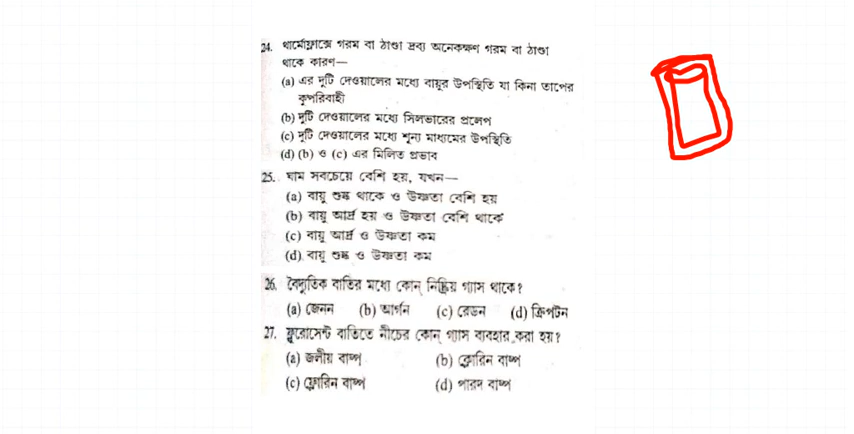 24. থার্মোফ্লাস্কে গরম বা ঠাণ্ডা দ্রব্য অনেকক্ষণ গরম বা ঠাণ্ডা
থাকে কারণ—
(a) এর দুটি দেওয়ালের মধ্যে বায়ুর উপস্থিতি যা কিনা তাপের
কুপরিবাহী
(b) দুটি দেওয়ালের মধ্যে সিলভারের প্রলেপ
(c) দুটি দেওয়ালের মধ্যে শূন্য মাধ্যমের উপস্থিতি
(d) (b) ও (c) এর মিলিত প্রভাব
25. ঘাম সবচেয়ে বেশি হয়, যখন—
(a) বায়ু শুষ্ক থাকে ও উষ্ণতা বেশি হয়
(b) বায়ু আর্দ্র হয় ও উষ্ণতা বেশি থাকে
(c) বায়ু আর্দ্র ও উষ্ণতা কম
(d) বায়ু শুষ্ক ও উষ্ণতা কম
26. বৈদ্যুতিক বাতির মধ্যে কোন্ নিষ্ক্রিয় গ্যাস থাকে?
(a) জেনন (b) আর্গন (c) রেডন (d) ক্রিপটন
27. ফ্লুরোসেন্ট বাতিতে নীচের কোন্ গ্যাস ব্যবহার করা হয়?
(a) জলীয় বাষ্প (b) ক্লোরিন বাষ্প
(c) ফ্লোরিন বাষ্প (d) পারদ বাষ্প